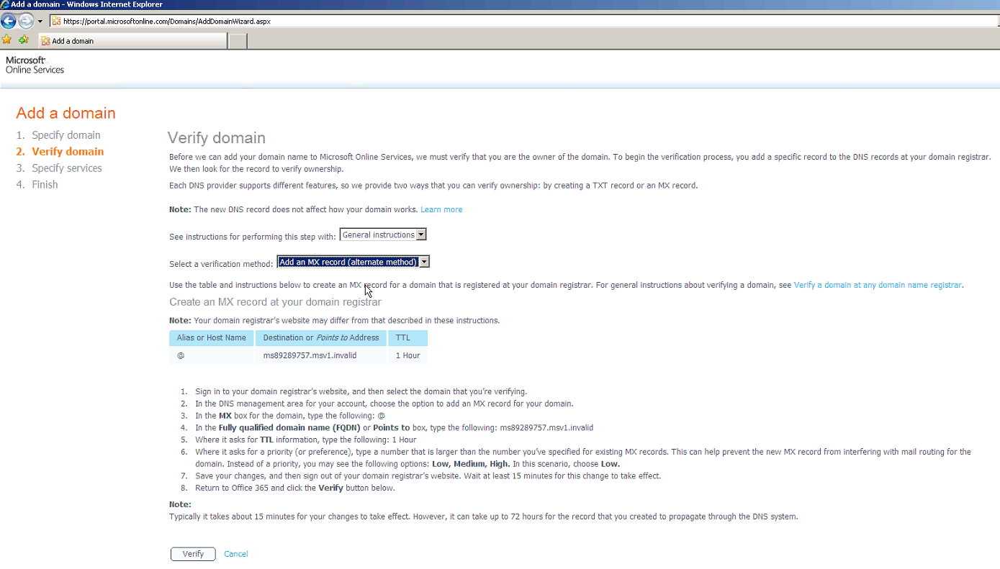 Add a domain - Windows Internet Explorer
https://portal.microsoftonline.com/Domains/AddDomainWizard.aspx
Add a domain
Microsoft
Online Services
Add a domain
1. Specify domain
2. Verify domain
3. Specify services
4. Finish
Verify domain
Before we can add your domain name to Microsoft Online Services, we must verify that you are the owner of the domain. To begin the verification process, you add a specific record to the DNS records at your domain registrar.
We then look for the record to verify ownership.
Each DNS provider supports different features, so we provide two ways that you can verify ownership: by creating a TXT record or an MX record.
Note: The new DNS record does not affect how your domain works. Learn more
See instructions for performing this step with: General instructions
Select a verification method: Add an MX record (alternate method)
Use the table and instructions below to create an MX record for a domain that is registered at your domain registrar. For general instructions about verifying a domain, see Verify a domain at any domain name registrar.
Create an MX record at your domain registrar
Note: Your domain registrar's website may differ from that described in these instructions.
Alias or Host Name Destination or Points to Address TTL
@ ms89289757.msv1.invalid 1 Hour
1. Sign in to your domain registrar's website, and then select the domain that you're verifying.
2. In the DNS management area for your account, choose the option to add an MX record for your domain.
3. In the MX box for the domain, type the following: @
4. In the Fully qualified domain name (FQDN) or Points to box, type the following: ms89289757.msv1.invalid
5. Where it asks for TTL information, type the following: 1 Hour
6. Where it asks for a priority (or preference), type a number that is larger than the number you've specified for existing MX records. This can help prevent the new MX record from interfering with mail routing for the
domain. Instead of a priority, you may see the following options: Low, Medium, High. In this scenario, choose Low.
7. Save your changes, and then sign out of your domain registrar's website. Wait at least 15 minutes for this change to take effect.
8. Return to Office 365 and click the Verify button below.
Note:
Typically it takes about 15 minutes for your changes to take effect. However, it can take up to 72 hours for the record that you created to propagate through the DNS system.
Verify Cancel